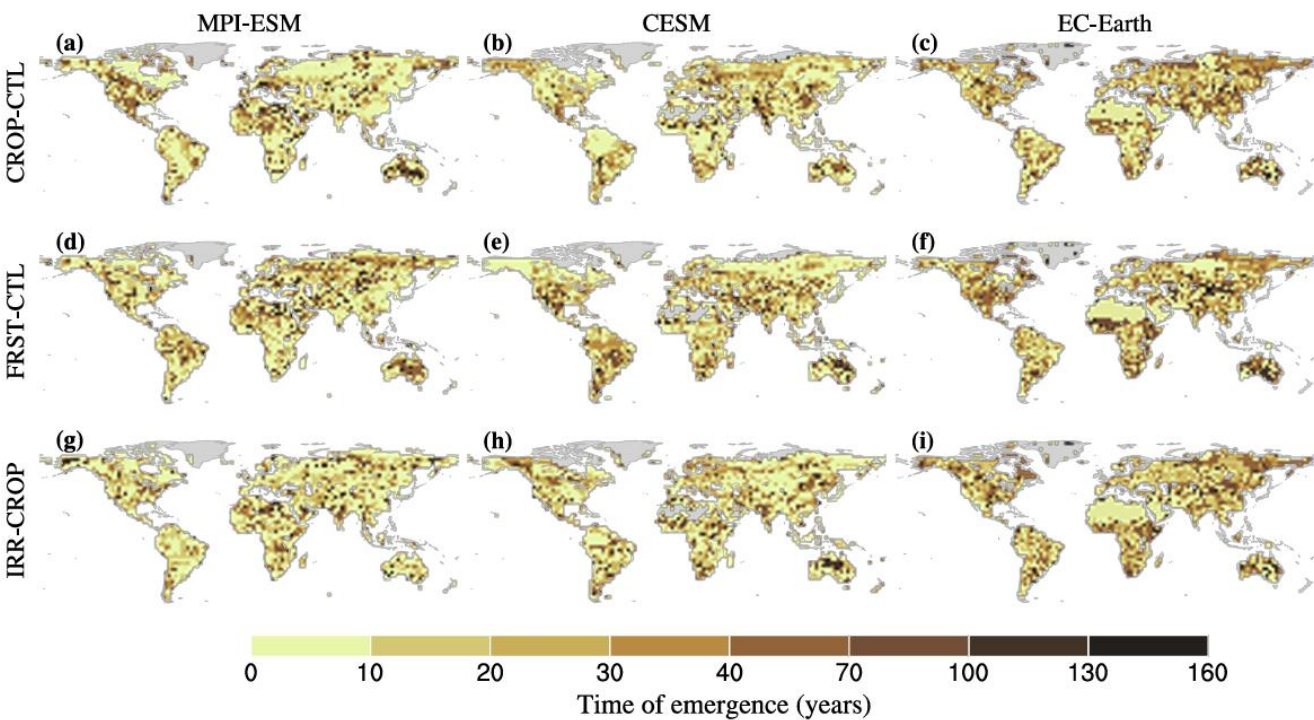 MPI-ESM CESM EC-Earth
CROP-CTL
(a) (b) (c)
FRST-CTL
(d) (e) (f)
IRR-CROP
(g) (h) (i)
0 10 20 30 40 70 100 130 160
Time of emergence (years)